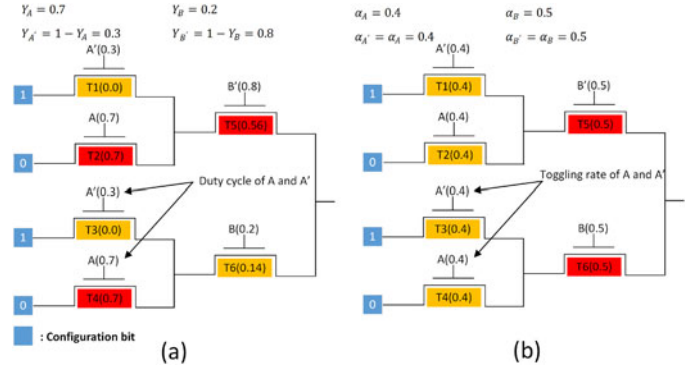 Y_A = 0.7
Y_B = 0.2
Y_A' = 1 − Y_A = 0.3
Y_B' = 1 − Y_B = 0.8
A'(0.3)
1
T1(0.0)
B'(0.8)
A(0.7)
T5(0.56)
0
T2(0.7)
A'(0.3)
Duty cycle of A and A'
1
T3(0.0)
B(0.2)
A(0.7)
T6(0.14)
0
T4(0.7)
: Configuration bit
(a)
α_A = 0.4
α_B = 0.5
α_A' = α_A = 0.4
α_B' = α_B = 0.5
A'(0.4)
1
T1(0.4)
B'(0.5)
A(0.4)
T5(0.5)
0
T2(0.4)
A'(0.4)
Toggling rate of A and A'
1
T3(0.4)
B(0.5)
A(0.4)
T6(0.5)
0
T4(0.4)
(b)